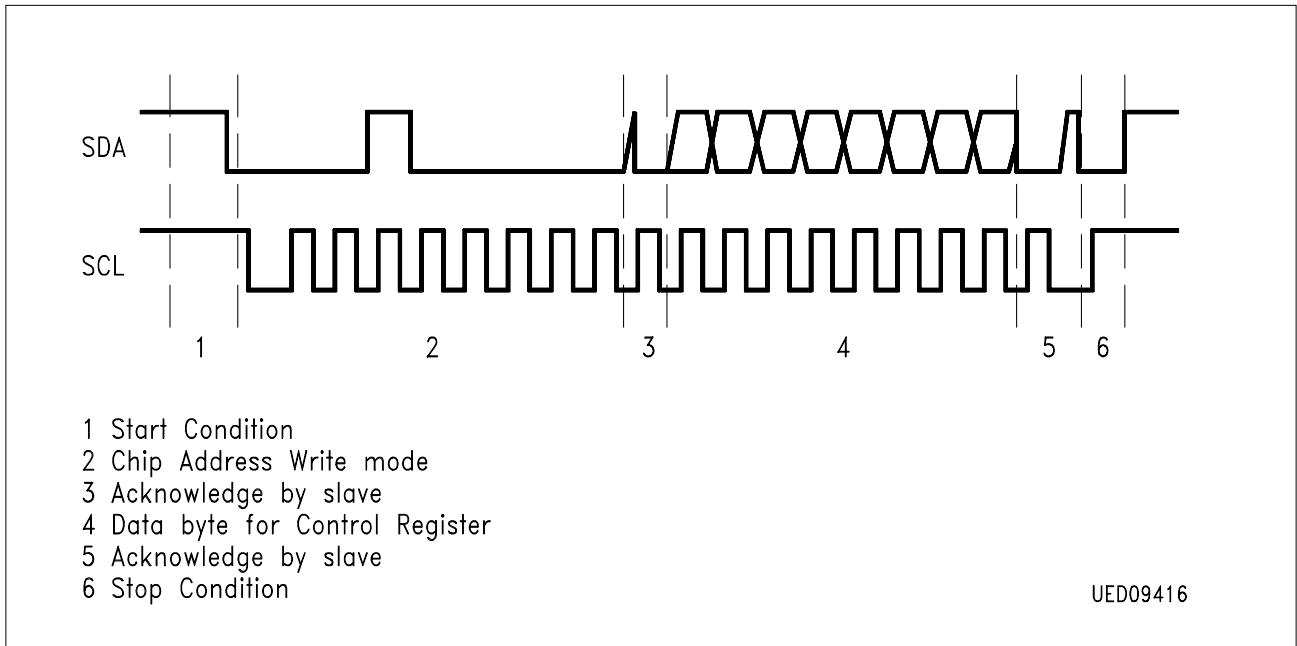 SDA
SCL
1 2 3 4 5 6
1 Start Condition
2 Chip Address Write mode
3 Acknowledge by slave
4 Data byte for Control Register
5 Acknowledge by slave
6 Stop Condition
UED09416